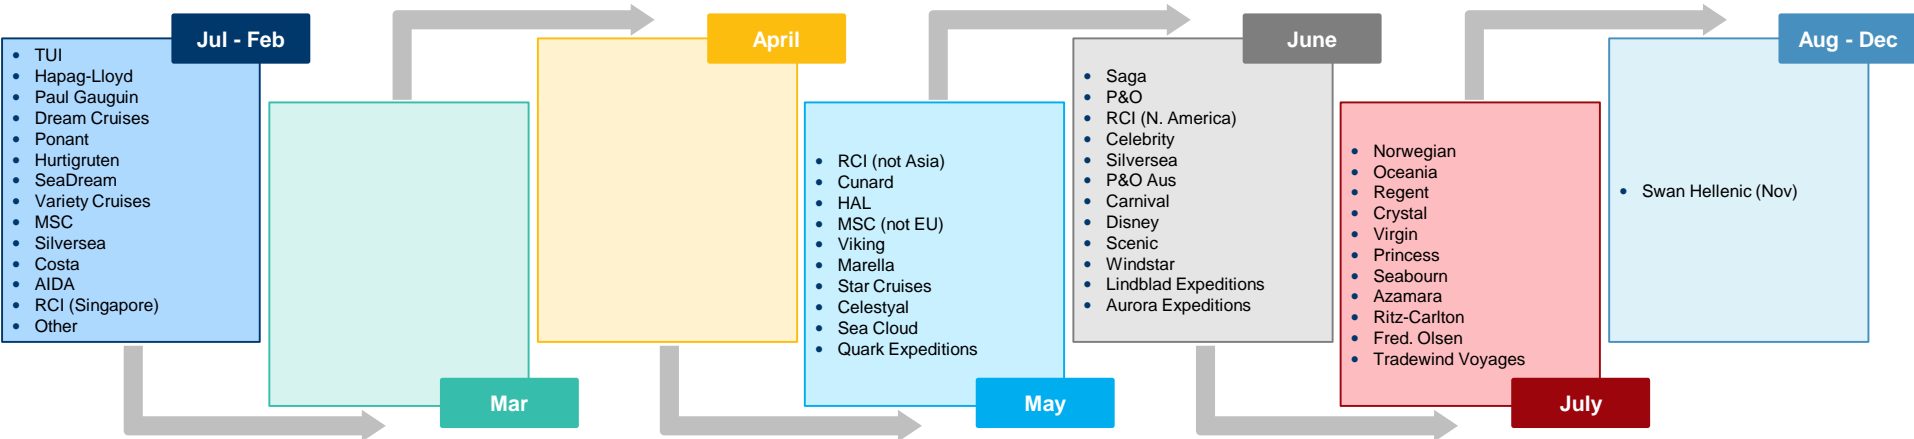 Jul - Feb
• TUI
• Hapag-Lloyd
• Paul Gauguin
• Dream Cruises
• Ponant
• Hurtigruten
• SeaDream
• Variety Cruises
• MSC
• Silversea
• Costa
• AIDA
• RCI (Singapore)
• Other
Mar
April
May
• RCI (not Asia)
• Cunard
• HAL
• MSC (not EU)
• Viking
• Marella
• Star Cruises
• Celestyal
• Sea Cloud
• Quark Expeditions
June
• Saga
• P&O
• RCI (N. America)
• Celebrity
• Silversea
• P&O Aus
• Carnival
• Disney
• Scenic
• Windstar
• Lindblad Expeditions
• Aurora Expeditions
July
• Norwegian
• Oceania
• Regent
• Crystal
• Virgin
• Princess
• Seabourn
• Azamara
• Ritz-Carlton
• Fred. Olsen
• Tradewind Voyages
Aug - Dec
• Swan Hellenic (Nov)